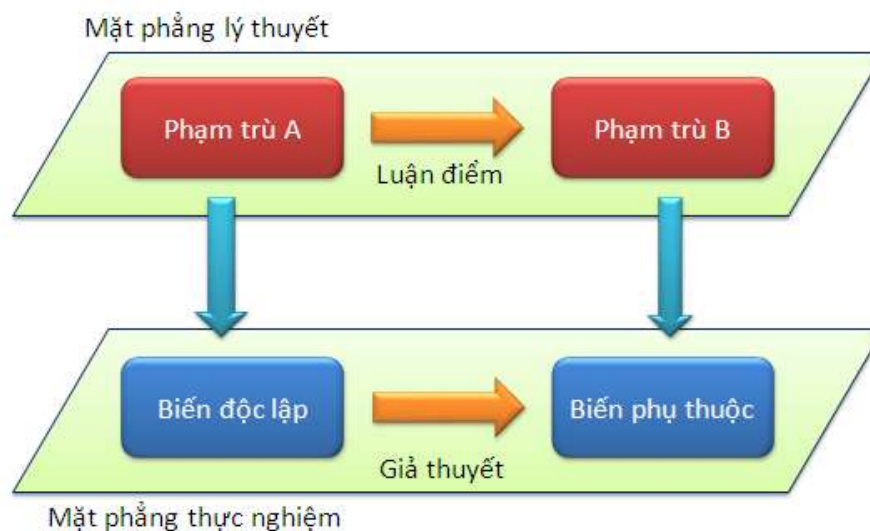 Mặt phẳng lý thuyết
Phạm trù A
Phạm trù B
Luận điểm
Biến độc lập
Biến phụ thuộc
Giả thuyết
Mặt phẳng thực nghiệm